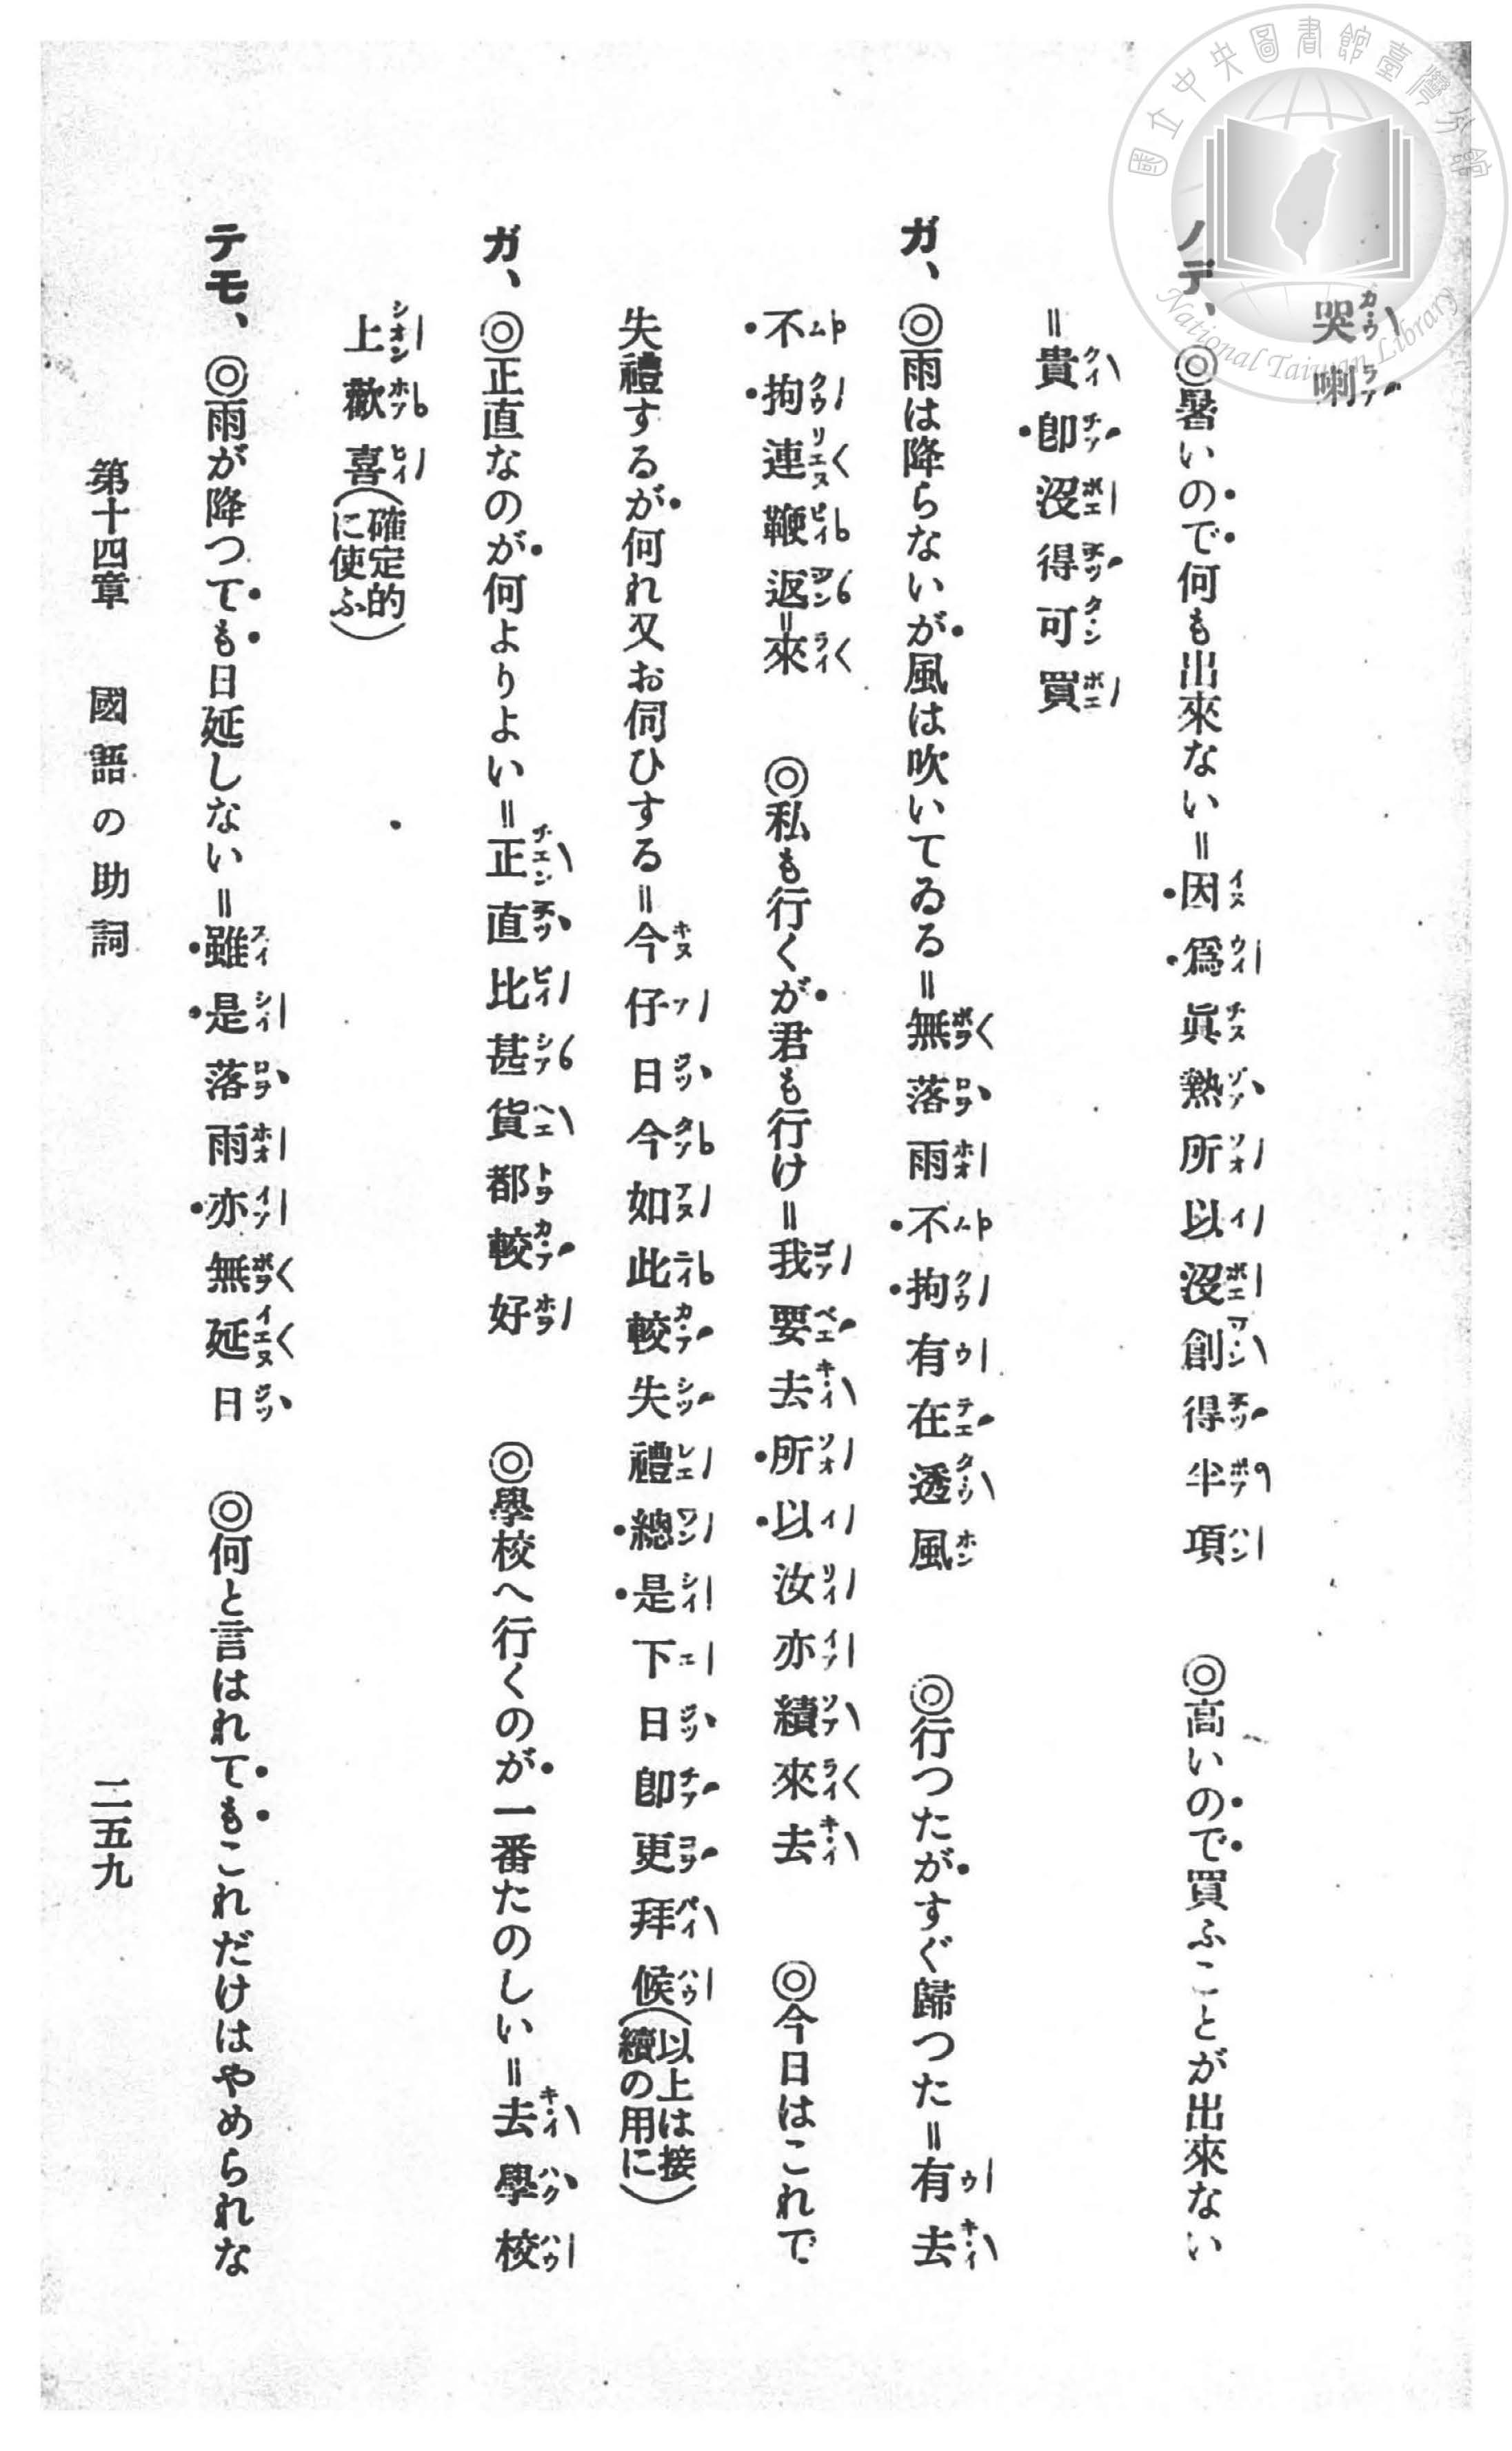 哭喇
ノデ、◎暑いので何も出來ない＝因爲眞熱所以沒創得半項　◎高いので買ふことが出來ない
＝貴卽沒得可買
ガ、◎雨は降らないが風は吹いてゐる＝無落雨不拘有在透風　◎行つたがすぐ歸つた＝有去
不拘連鞭返＝來　◎私も行くが君も行け＝我要去所以汝亦續來去　◎今日はこれで
失禮するが何れ又お伺ひする＝今仔日今如此較失禮總是下日卽更拜候（以上は接續の用に）
ガ、◎正直なのが何よりよい＝正直比甚貨都較好　◎學校へ行くのが一番たのしい＝去學校
上歡喜（確定的に使ふ）
テモ、◎雨が降つても日延しない＝雖是落雨亦無延日　◎何と言はれてもこれだけはやめられな
第十四章　國語の助詞　二五九
國立中央圖書館臺灣分館
National Taiwan Library